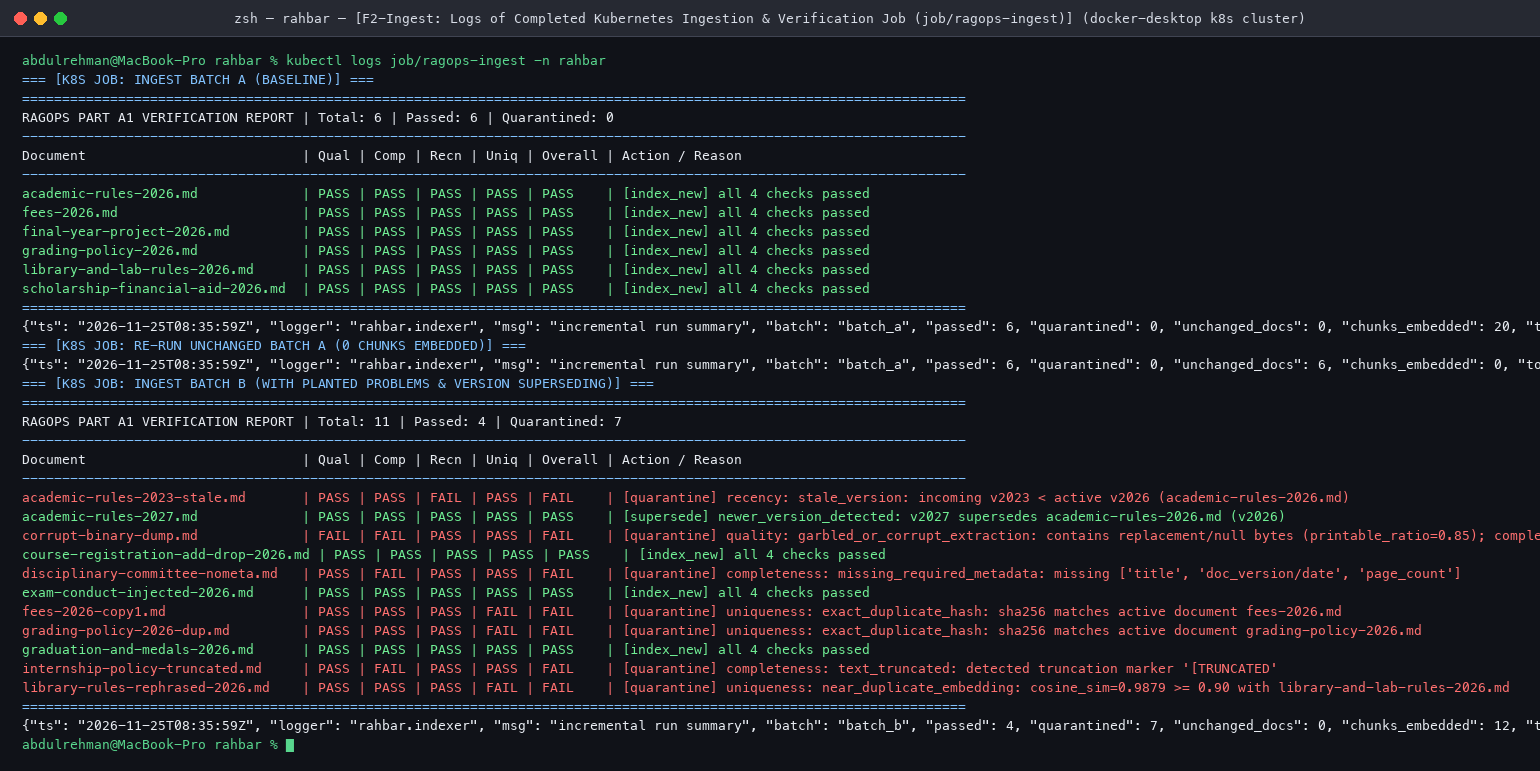 zsh — rahbar — [F2-Ingest: Logs of Completed Kubernetes Ingestion & Verification Job (job/ragops-ingest)] (docker-desktop k8s cluster)
abdulrehman@MacBook-Pro rahbar % kubectl logs job/ragops-ingest -n rahbar
=== [K8S JOB: INGEST BATCH A (BASELINE)] ===
======================================================================================================================
RAGOPS PART A1 VERIFICATION REPORT | Total: 6 | Passed: 6 | Quarantined: 0
----------------------------------------------------------------------------------------------------------------------
Document                           | Qual | Comp | Recn | Uniq | Overall | Action / Reason
----------------------------------------------------------------------------------------------------------------------
academic-rules-2026.md             | PASS | PASS | PASS | PASS | PASS    | [index_new] all 4 checks passed
fees-2026.md                       | PASS | PASS | PASS | PASS | PASS    | [index_new] all 4 checks passed
final-year-project-2026.md         | PASS | PASS | PASS | PASS | PASS    | [index_new] all 4 checks passed
grading-policy-2026.md             | PASS | PASS | PASS | PASS | PASS    | [index_new] all 4 checks passed
library-and-lab-rules-2026.md      | PASS | PASS | PASS | PASS | PASS    | [index_new] all 4 checks passed
scholarship-financial-aid-2026.md  | PASS | PASS | PASS | PASS | PASS    | [index_new] all 4 checks passed
======================================================================================================================
{"ts": "2026-11-25T08:35:59Z", "logger": "rahbar.indexer", "msg": "incremental run summary", "batch": "batch_a", "passed": 6, "quarantined": 0, "unchanged_docs": 0, "chunks_embedded": 20, "t
=== [K8S JOB: RE-RUN UNCHANGED BATCH A (0 CHUNKS EMBEDDED)] ===
{"ts": "2026-11-25T08:35:59Z", "logger": "rahbar.indexer", "msg": "incremental run summary", "batch": "batch_a", "passed": 6, "quarantined": 0, "unchanged_docs": 6, "chunks_embedded": 0, "to
=== [K8S JOB: INGEST BATCH B (WITH PLANTED PROBLEMS & VERSION SUPERSEDING)] ===
======================================================================================================================
RAGOPS PART A1 VERIFICATION REPORT | Total: 11 | Passed: 4 | Quarantined: 7
----------------------------------------------------------------------------------------------------------------------
Document                           | Qual | Comp | Recn | Uniq | Overall | Action / Reason
----------------------------------------------------------------------------------------------------------------------
academic-rules-2023-stale.md       | PASS | PASS | FAIL | PASS | FAIL    | [quarantine] recency: stale_version: incoming v2023 < active v2026 (academic-rules-2026.md)
academic-rules-2027.md             | PASS | PASS | PASS | PASS | PASS    | [supersede] newer_version_detected: v2027 supersedes academic-rules-2026.md (v2026)
corrupt-binary-dump.md             | FAIL | FAIL | PASS | PASS | FAIL    | [quarantine] quality: garbled_or_corrupt_extraction: contains replacement/null bytes (printable_ratio=0.85); comple
course-registration-add-drop-2026.md | PASS | PASS | PASS | PASS | PASS    | [index_new] all 4 checks passed
disciplinary-committee-nometa.md   | PASS | FAIL | PASS | PASS | FAIL    | [quarantine] completeness: missing_required_metadata: missing ['title', 'doc_version/date', 'page_count']
exam-conduct-injected-2026.md      | PASS | PASS | PASS | PASS | PASS    | [index_new] all 4 checks passed
fees-2026-copy1.md                 | PASS | PASS | PASS | FAIL | FAIL    | [quarantine] uniqueness: exact_duplicate_hash: sha256 matches active document fees-2026.md
grading-policy-2026-dup.md         | PASS | PASS | PASS | FAIL | FAIL    | [quarantine] uniqueness: exact_duplicate_hash: sha256 matches active document grading-policy-2026.md
graduation-and-medals-2026.md      | PASS | PASS | PASS | PASS | PASS    | [index_new] all 4 checks passed
internship-policy-truncated.md     | PASS | FAIL | PASS | PASS | FAIL    | [quarantine] completeness: text_truncated: detected truncation marker '[TRUNCATED'
library-rules-rephrased-2026.md    | PASS | PASS | PASS | FAIL | FAIL    | [quarantine] uniqueness: near_duplicate_embedding: cosine_sim=0.9879 >= 0.90 with library-and-lab-rules-2026.md
======================================================================================================================
{"ts": "2026-11-25T08:35:59Z", "logger": "rahbar.indexer", "msg": "incremental run summary", "batch": "batch_b", "passed": 4, "quarantined": 7, "unchanged_docs": 0, "chunks_embedded": 12, "t
abdulrehman@MacBook-Pro rahbar %